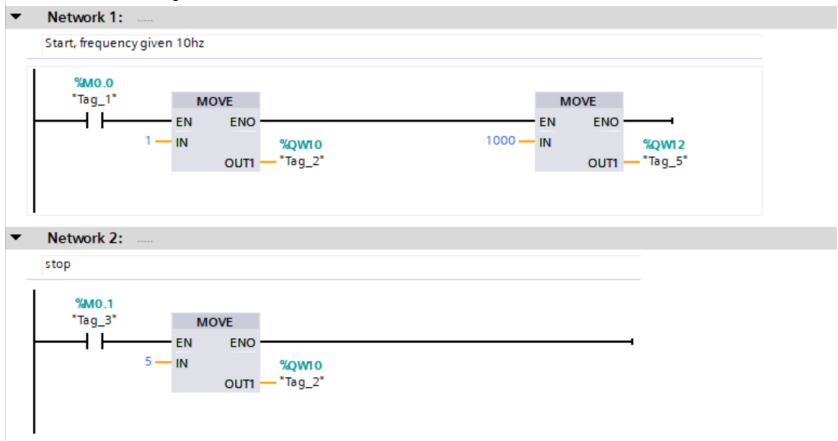 Network 1: .....
Start, frequency given 10hz
%M0.0
"Tag_1"
MOVE
MOVE
EN ENO
EN ENO
1 IN
%QW10
1000 IN
%QW12
OUT1 "Tag_2"
OUT1 "Tag_5"
Network 2: .....
stop
%M0.1
"Tag_3"
MOVE
EN ENO
5 IN
%QW10
OUT1 "Tag_2"